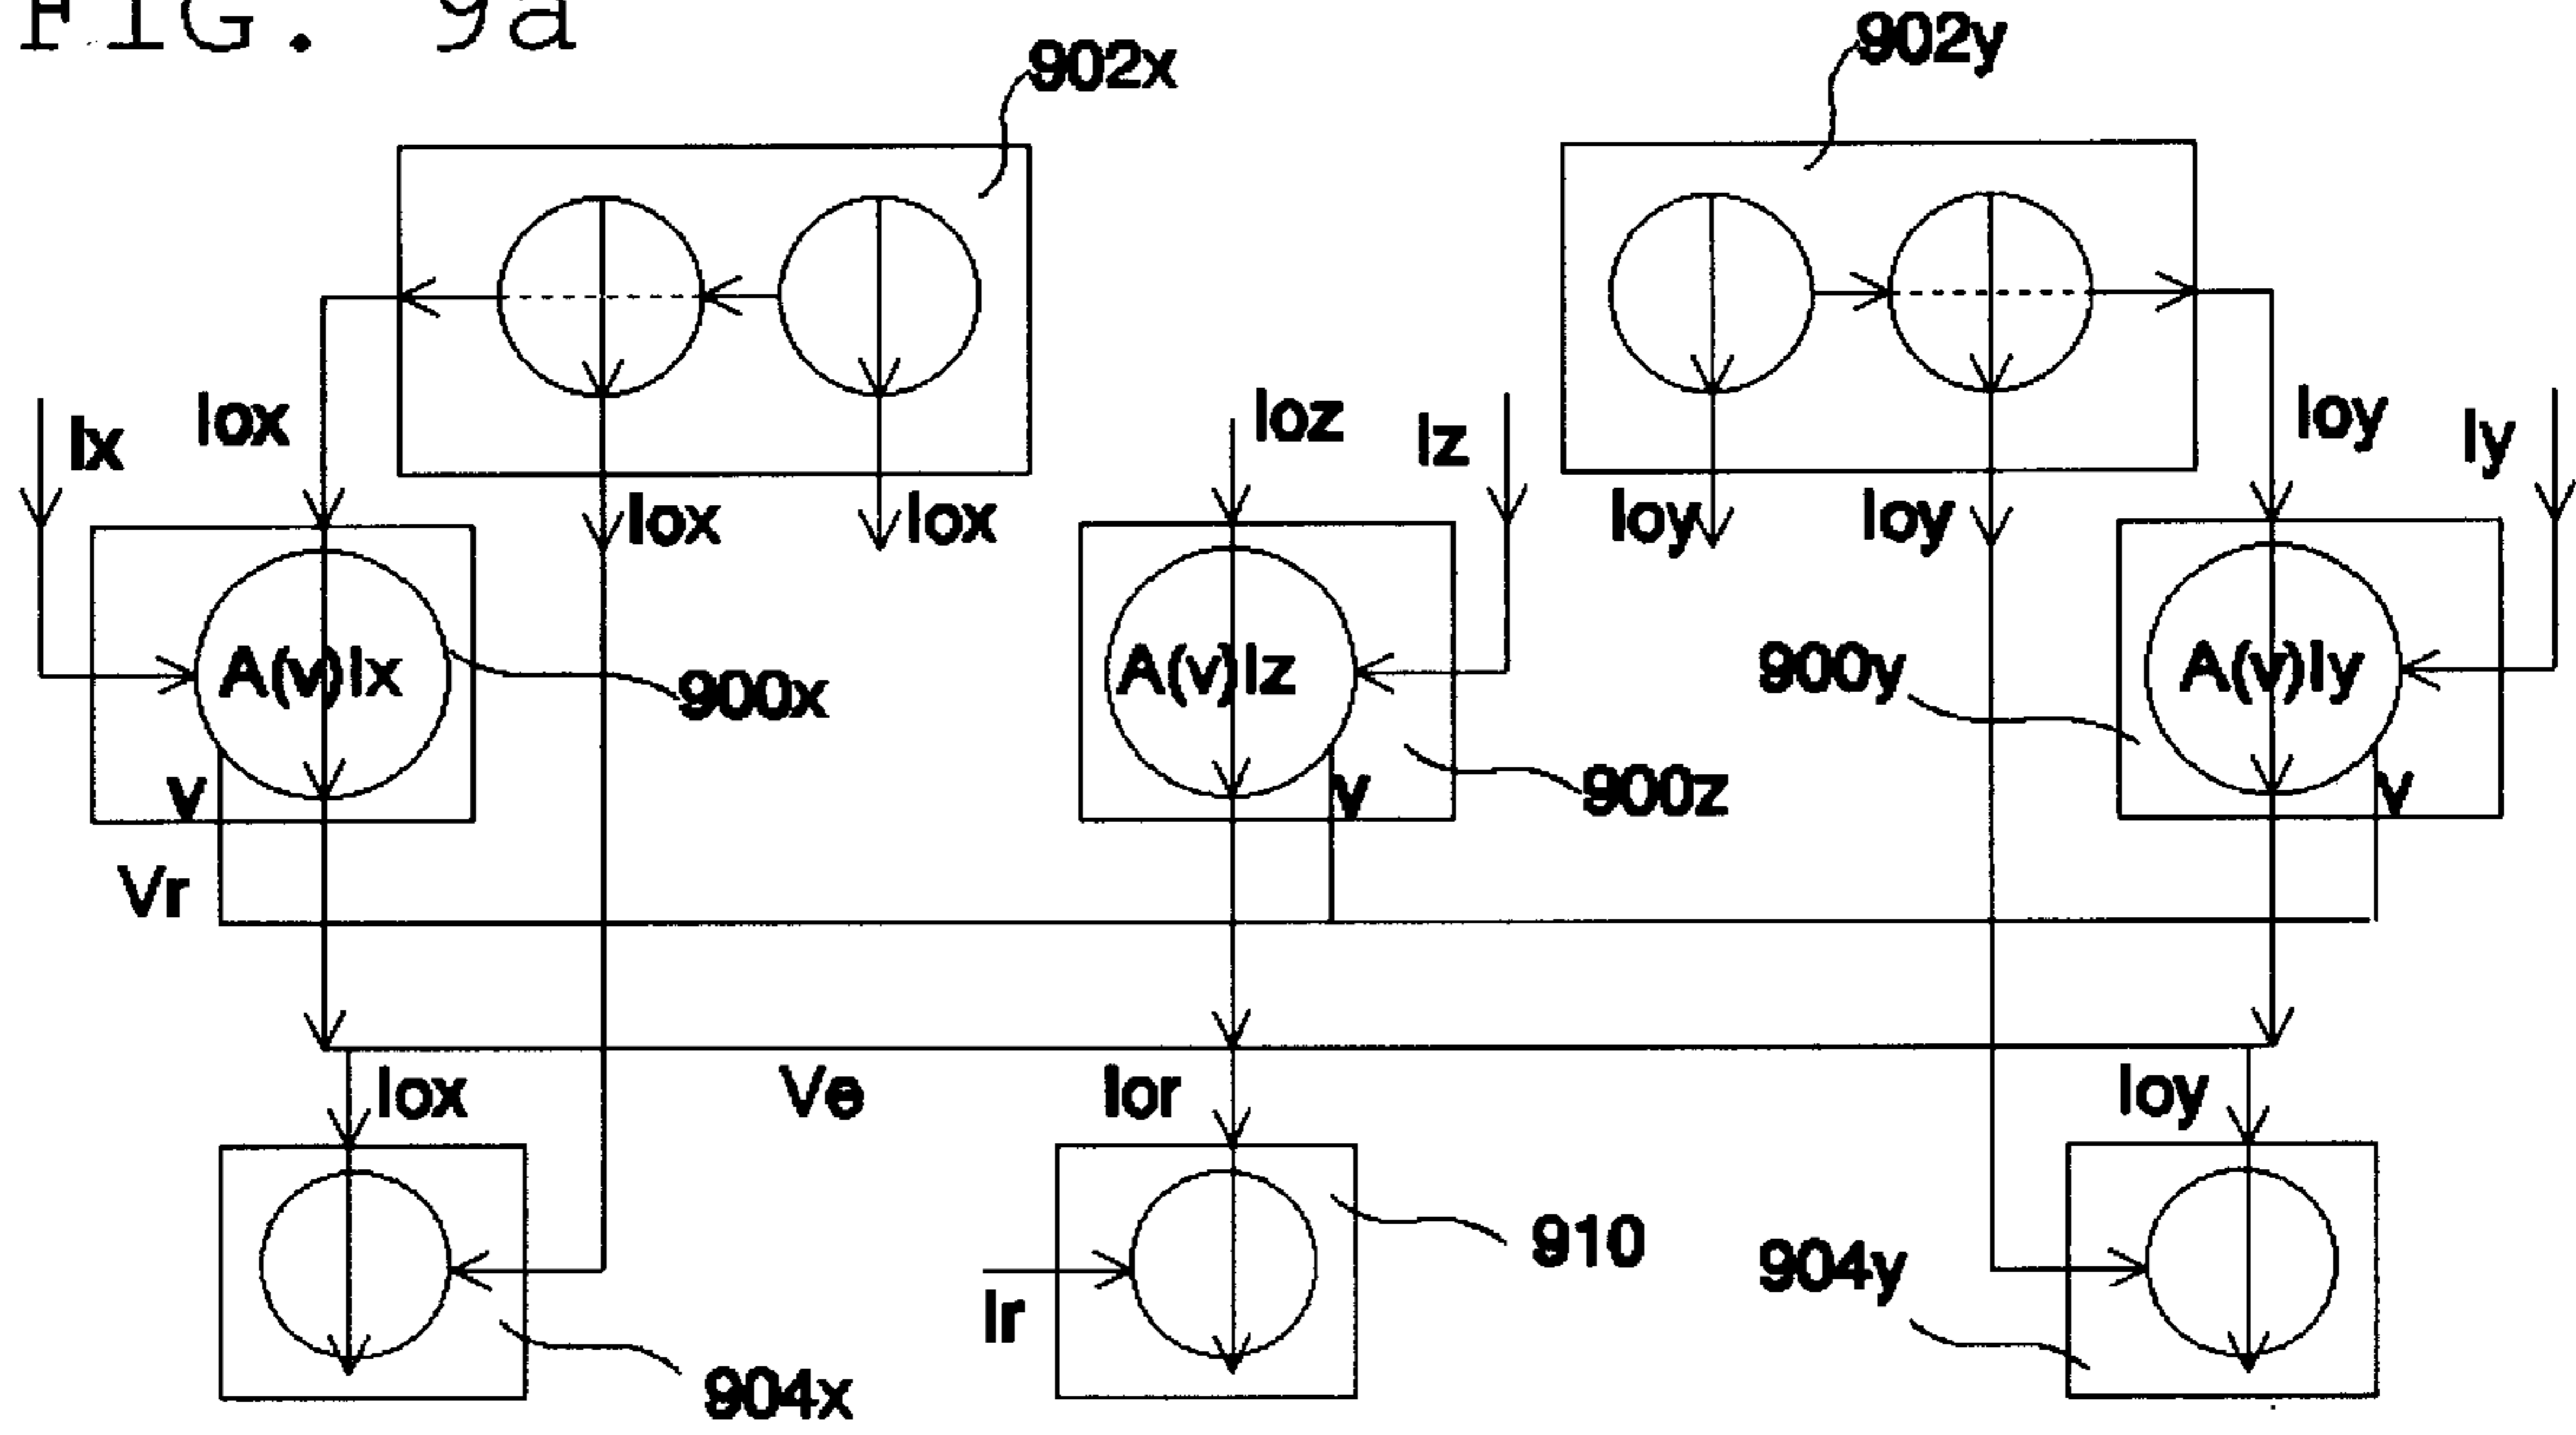 FIG. 9a
902x
902y
Ix
Iox
Ioz
Iz
Ioy
Iy
Iox
Iox
Ioy
Ioy
A(v)Ix
900x
A(v)Iz
900y
A(v)Iy
v
v
900z
v
Vr
Iox
Ve
Ior
Ioy
Ir
910
904y
904x